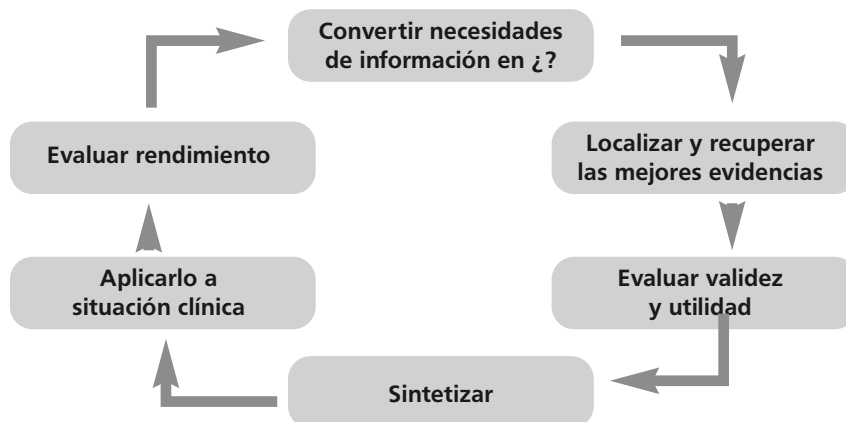 Convertir necesidades
de información en ¿?
Localizar y recuperar
las mejores evidencias
Evaluar validez
y utilidad
Sintetizar
Aplicarlo a
situación clínica
Evaluar rendimiento